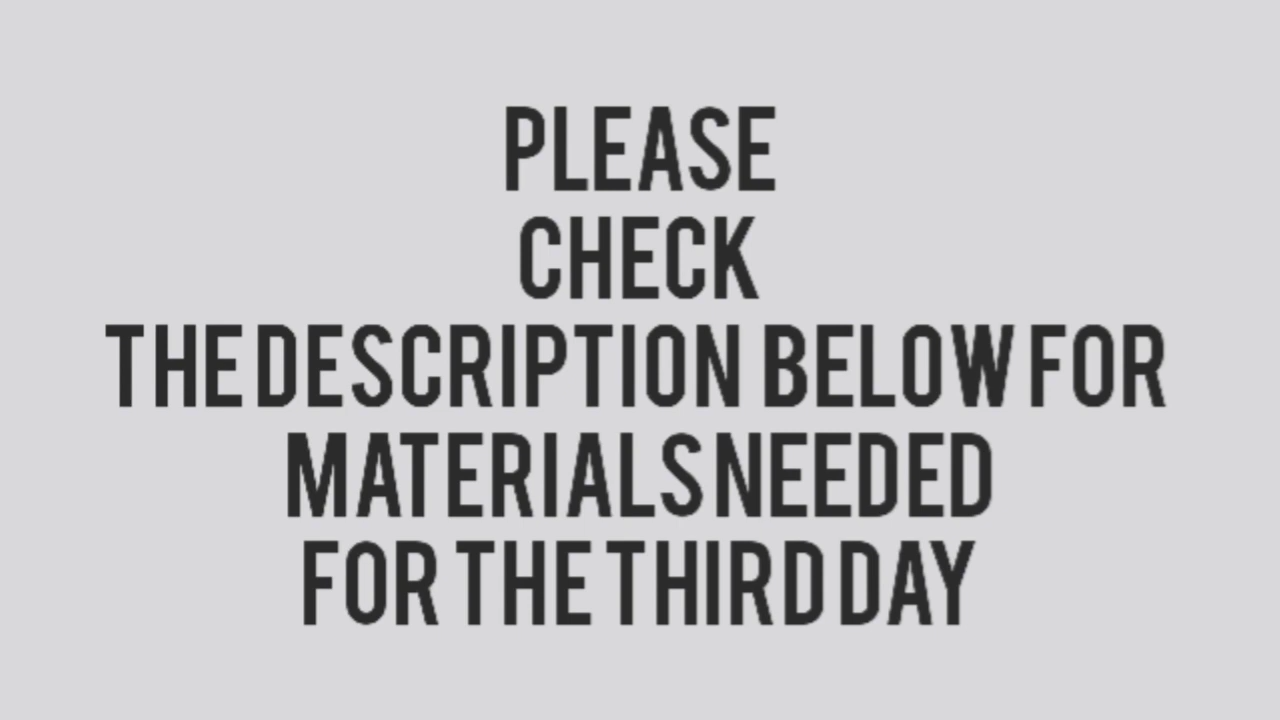 PLEASE
CHECK
THE DESCRIPTION BELOW FOR
MATERIALS NEEDED
FOR THE THIRD DAY